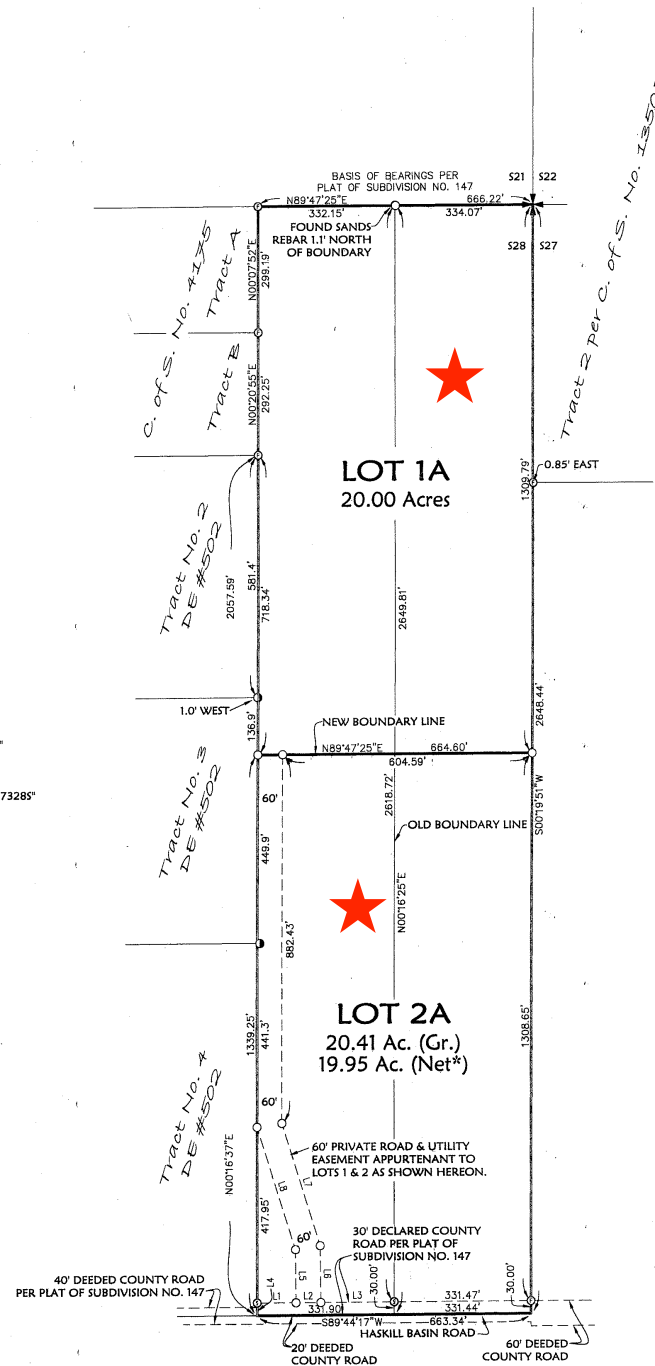 BASIS OF BEARINGS PER
PLAT OF SUBDIVISION NO. 147
S21
S22
N89°47'25"E
666.22'
332.15'
334.07'
FOUND SANDS
REBAR 1.1' NORTH
OF BOUNDARY
S28
S27
C. of S. No. 4175
Tract A
N00°07'52"E
299.19'
Tract B
N00°20'55"E
292.25'
Tract 2 per C. of S. No. 1350
LOT 1A
20.00 Acres
0.85' EAST
1309.79'
Tract No. 2
DE #502
2057.59'
581.4'
718.34'
2649.81'
2648.44'
1.0' WEST
136.9'
NEW BOUNDARY LINE
N89°47'25"E
664.60'
604.59'
7328S"
Tract No. 3
DE #502
60'
449.9'
2618.72'
OLD BOUNDARY LINE
S00°19'51"W
N00°16'25"E
882.43'
LOT 2A
20.41 Ac. (Gr.)
19.95 Ac. (Net*)
1339.25'
441.3'
1308.65'
60'
Tract No. 4
DE #502
N00°16'37"E
60' PRIVATE ROAD & UTILITY
EASEMENT APPURTENANT TO
LOTS 1 & 2 AS SHOWN HEREON.
L8
L7
417.95'
60'
30' DECLARED COUNTY
ROAD PER PLAT OF
SUBDIVISION NO. 147
40' DEEDED COUNTY ROAD
PER PLAT OF SUBDIVISION NO. 147
L4
L1
L5
L2
L6
L3
30.00'
30.00'
331.47'
331.90'
331.44'
S89°44'17"W
663.34'
HASKILL BASIN ROAD
20' DEEDED
COUNTY ROAD
60' DEEDED
COUNTY ROAD